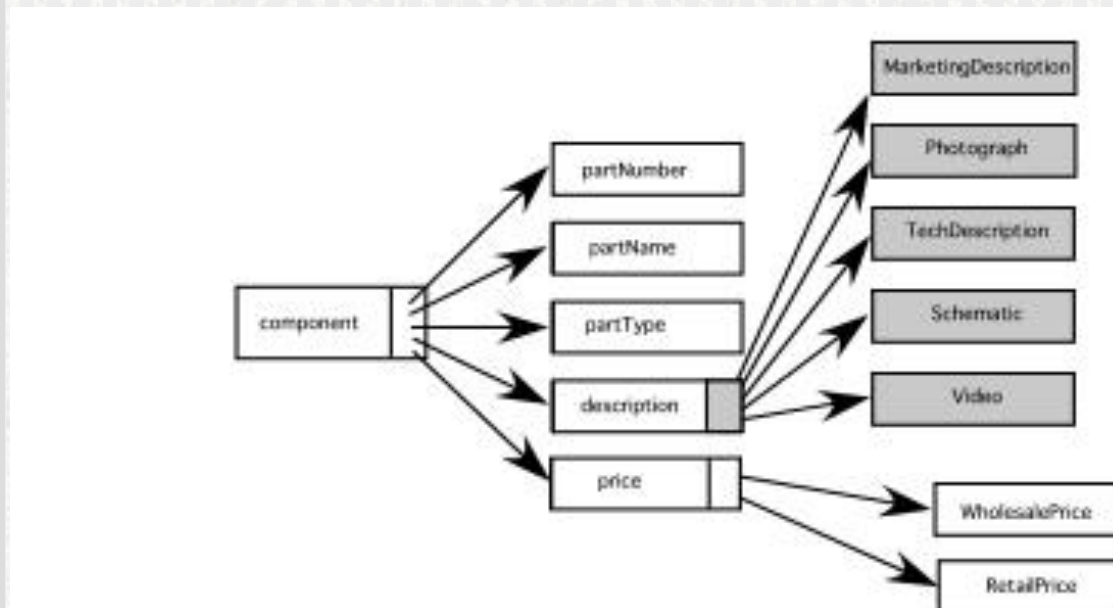 MarketingDescription
Photograph
partNumber
TechDescription
partName
component
partType
Schematic
description
Video
price
WholesalePrice
RetailPrice